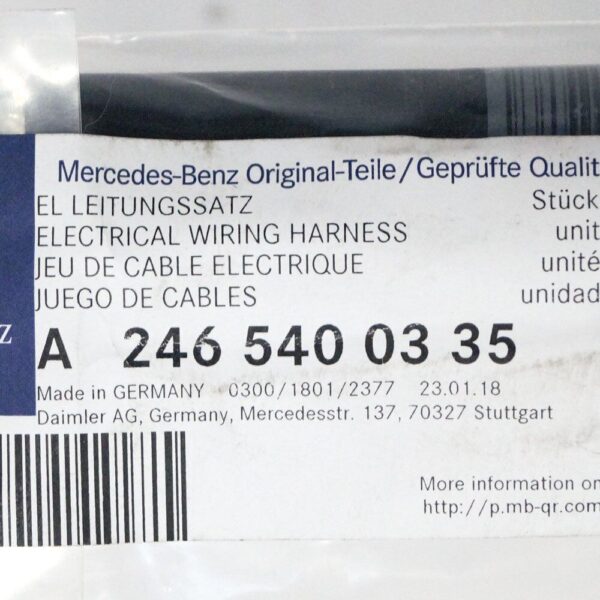 Mercedes-Benz Original-Teile/Geprüfte Qualit
EL LEITUNGSSATZ Stück
ELECTRICAL WIRING HARNESS unit
JEU DE CABLE ELECTRIQUE unité
JUEGO DE CABLES unidad
Z
A 246 540 03 35
Made in GERMANY 0300/1801/2377 23.01.18
Daimler AG, Germany, Mercedesstr. 137, 70327 Stuttgart
More information on
http://p.mb-qr.com